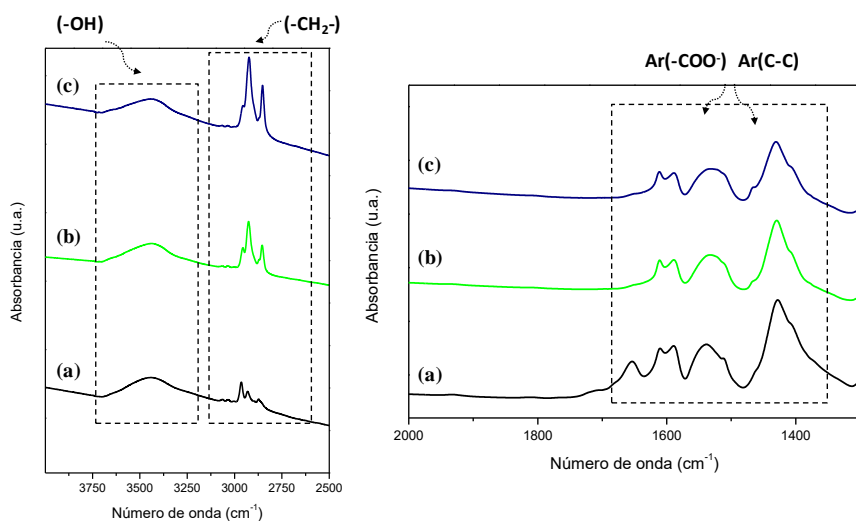 (-OH)
(-CH₂-)
(c)
(b)
(a)
Absorbancia (u.a.)
3750 3500 3250 3000 2750 2500
Número de onda (cm⁻¹)
Ar(-COO⁻) Ar(C-C)
(c)
(b)
(a)
Absorbancia (u.a.)
2000 1800 1600 1400
Número de onda (cm⁻¹)